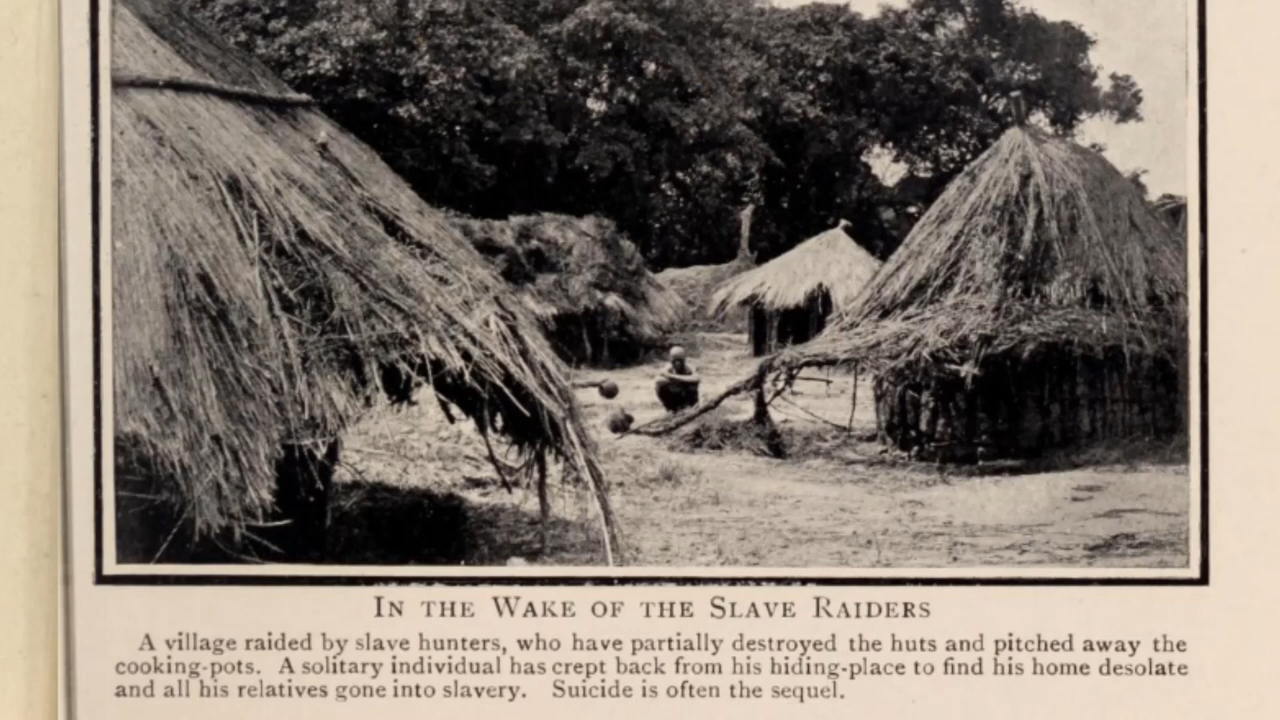 In the Wake of the Slave Raiders
A village raided by slave hunters, who have partially destroyed the huts and pitched away the
cooking-pots. A solitary individual has crept back from his hiding-place to find his home desolate
and all his relatives gone into slavery. Suicide is often the sequel.